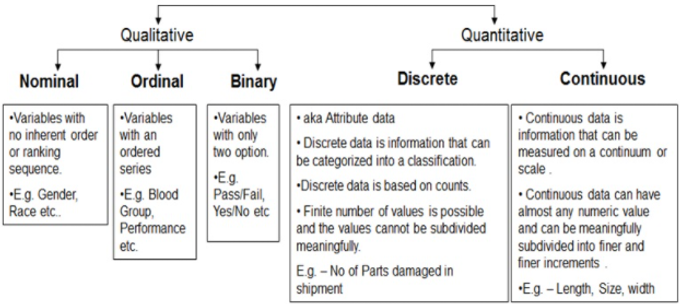 Qualitative
Quantitative
Nominal
Ordinal
Binary
Discrete
Continuous
•Variables with
no inherent order
or ranking
sequence.
•E.g. Gender,
Race etc..
•Variables
with an
ordered
series
•E.g. Blood
Group,
Performance
etc.
•Variables
with only
two option.
•E.g.
Pass/Fail,
Yes/No etc
• aka Attribute data
• Discrete data is information that can
be categorized into a classification.
•Discrete data is based on counts.
• Finite number of values is possible
and the values cannot be subdivided
meaningfully.
E.g. – No of Parts damaged in
shipment
• Continuous data is
information that can be
measured on a continuum or
scale .
• Continuous data can have
almost any numeric value
and can be meaningfully
subdivided into finer and
finer increments .
•E.g. – Length, Size, width